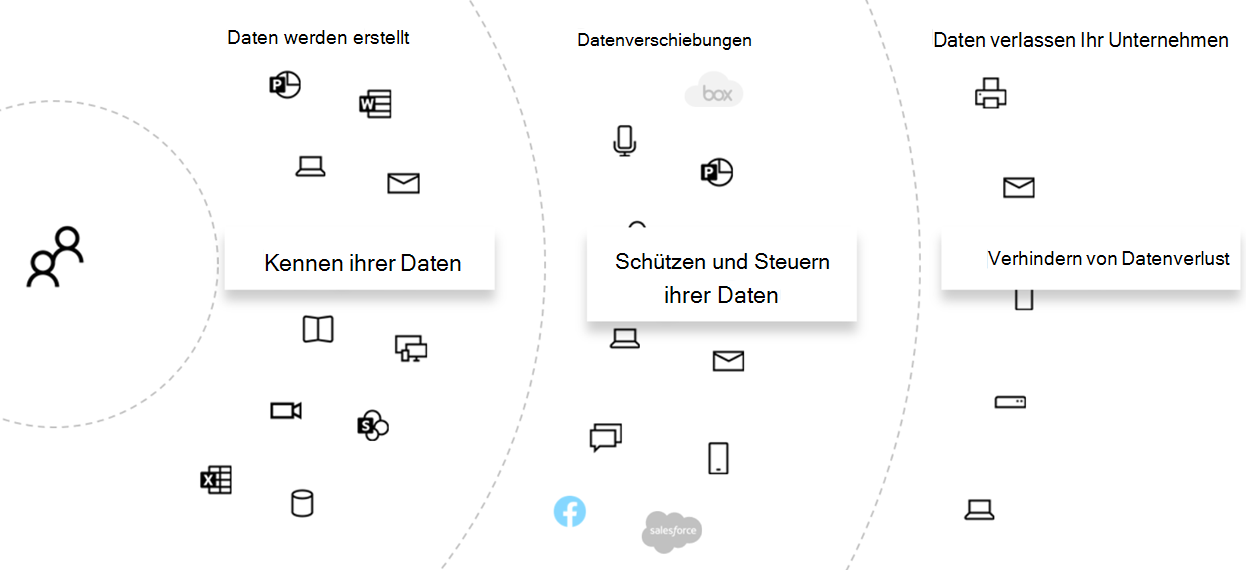 Daten werden erstellt
Datenverschiebungen
Daten verlassen Ihr Unternehmen
P
W
box
P
Kennen ihrer Daten
Schützen und Steuern
ihrer Daten
Verhindern von Datenverlust
S
X
salesforce